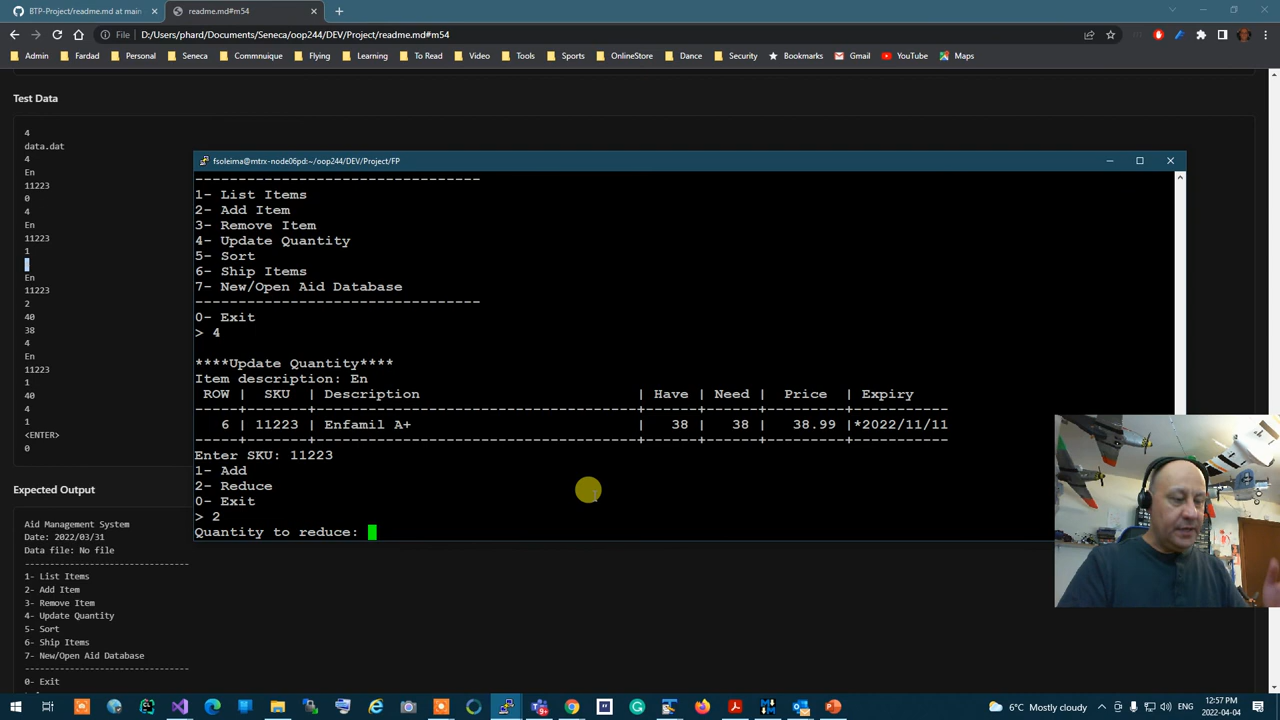 BTP-Project/readme.md at main
readme.md#m54
File
D:/Users/phard/Documents/Seneca/oop244/DEV/Project/readme.md#m54
Admin
Fardad
Personal
Seneca
Commnuique
Flying
Learning
To Read
Video
Tools
Sports
OnlineStore
Dance
Security
Bookmarks
Gmail
YouTube
Maps
Test Data
4
data.dat
4
En
11223
0
4
En
11223
1
En
11223
2
40
38
4
En
11223
1
40
4
1
<ENTER>
0
Expected Output
Aid Management System
Date: 2022/03/31
Data file: No file
---------------------------------
1- List Items
2- Add Item
3- Remove Item
4- Update Quantity
5- Sort
6- Ship Items
7- New/Open Aid Database
---------------------------------
0- Exit
fsoleima@mtrx-node06pd:~/oop244/DEV/Project/FP
---------------------------------
1- List Items
2- Add Item
3- Remove Item
4- Update Quantity
5- Sort
6- Ship Items
7- New/Open Aid Database
---------------------------------
0- Exit
> 4
****Update Quantity****
Item description: En
ROW | SKU | Description | Have | Need | Price | Expiry
-----+-------+-------------------------------------+------+------+---------+-----------
6 | 11223 | Enfamil A+ | 38 | 38 | 38.99 |*2022/11/11
-----+-------+-------------------------------------+------+------+---------+-----------
Enter SKU: 11223
1- Add
2- Reduce
0- Exit
> 2
Quantity to reduce:
6°C Mostly cloudy
12:57 PM
2022-04-04